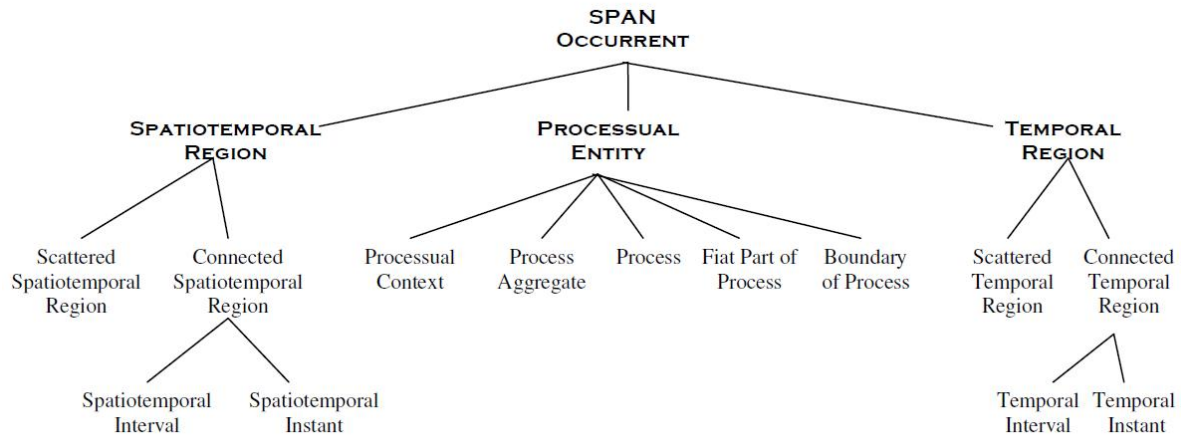 SPAN
OCCURRENT
SPATIOTEMPORAL
REGION
PROCESSUAL
ENTITY
TEMPORAL
REGION
Scattered
Spatiotemporal
Region
Connected
Spatiotemporal
Region
Processual
Context
Process
Aggregate
Process
Fiat Part of
Process
Boundary
of Process
Scattered
Temporal
Region
Connected
Temporal
Region
Spatiotemporal
Interval
Spatiotemporal
Instant
Temporal
Interval
Temporal
Instant